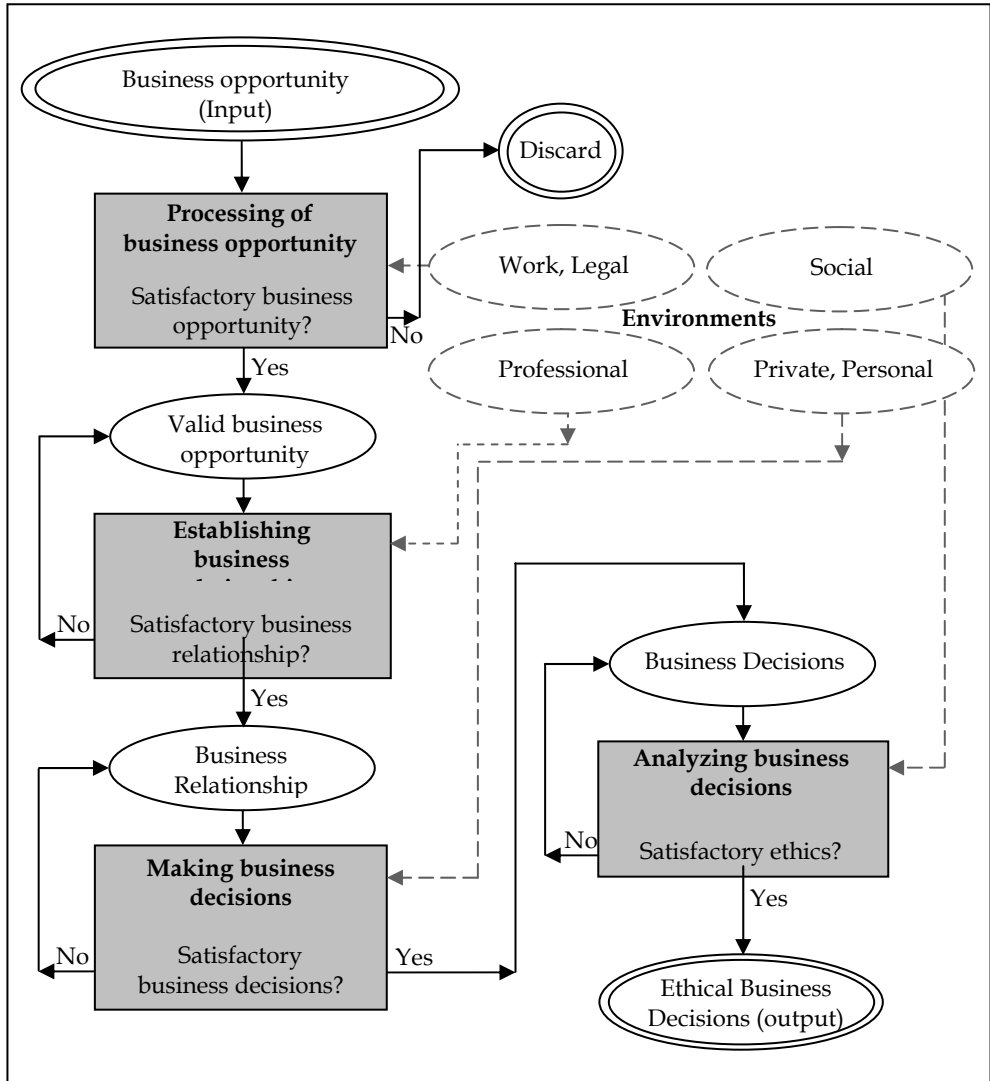 Business opportunity
(Input)
Discard
Processing of
business opportunity
Satisfactory business
opportunity?
No
Yes
Work, Legal
Social
Environments
Professional
Private, Personal
Valid business
opportunity
Establishing
business
No
Satisfactory business
relationship?
Yes
Business
Relationship
Making business
decisions
No
Satisfactory
business decisions?
Yes
Business Decisions
Analyzing business
decisions
No
Satisfactory ethics?
Yes
Ethical Business
Decisions (output)